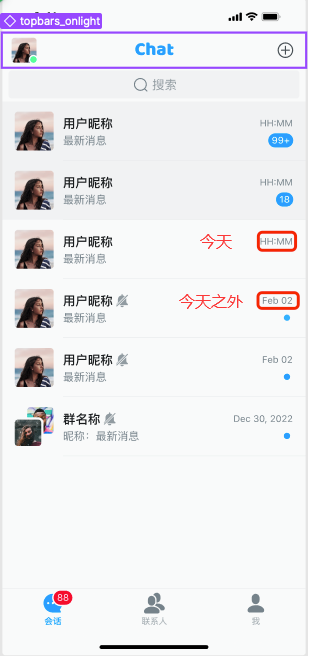 topbars_onlight
Chat
搜索
用户昵称 HH:MM
最新消息 99+
用户昵称 HH:MM
最新消息 18
用户昵称 今天 HH:MM
最新消息
用户昵称 今天之外 Feb 02
最新消息
用户昵称 Feb 02
最新消息
群名称 Dec 30, 2022
昵称：最新消息
88
会话 联系人 我